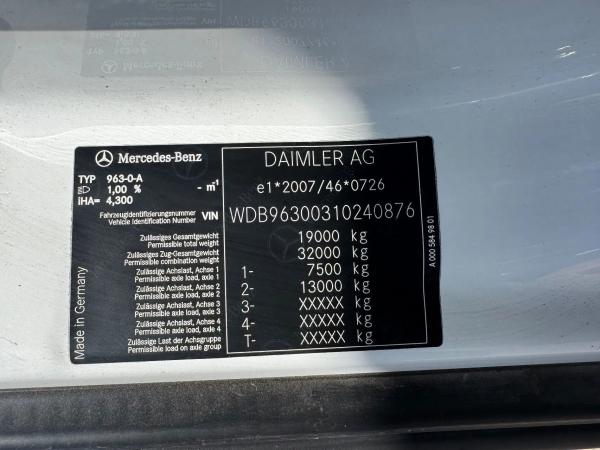 Mercedes-Benz
DAIMLER AG
TYP 963-0-A
1,00 % - m⁻¹
iHA= 4,300
e1*2007/46*0726
Fahrzeugidentifizierungsnummer
Vehicle Identification Number VIN WDB96300310240876
Zulässiges Gesamtgewicht
Permissible total weight 19000 kg
Zulässiges Zug-Gesamtgewicht
Permissible combination weight 32000 kg
Zulässige Achslast, Achse 1
Permissible axle load, axle 1 1- 7500 kg
Zulässige Achslast, Achse 2
Permissible axle load, axle 2 2- 13000 kg
Zulässige Achslast, Achse 3
Permissible axle load, axle 3 3- XXXXX kg
Zulässige Achslast, Achse 4
Permissible axle load, axle 4 4- XXXXX kg
Zulässige Last der Achsgruppe
Permissible load on axle group T- XXXXX kg
Made in Germany
A 000 584 98 01